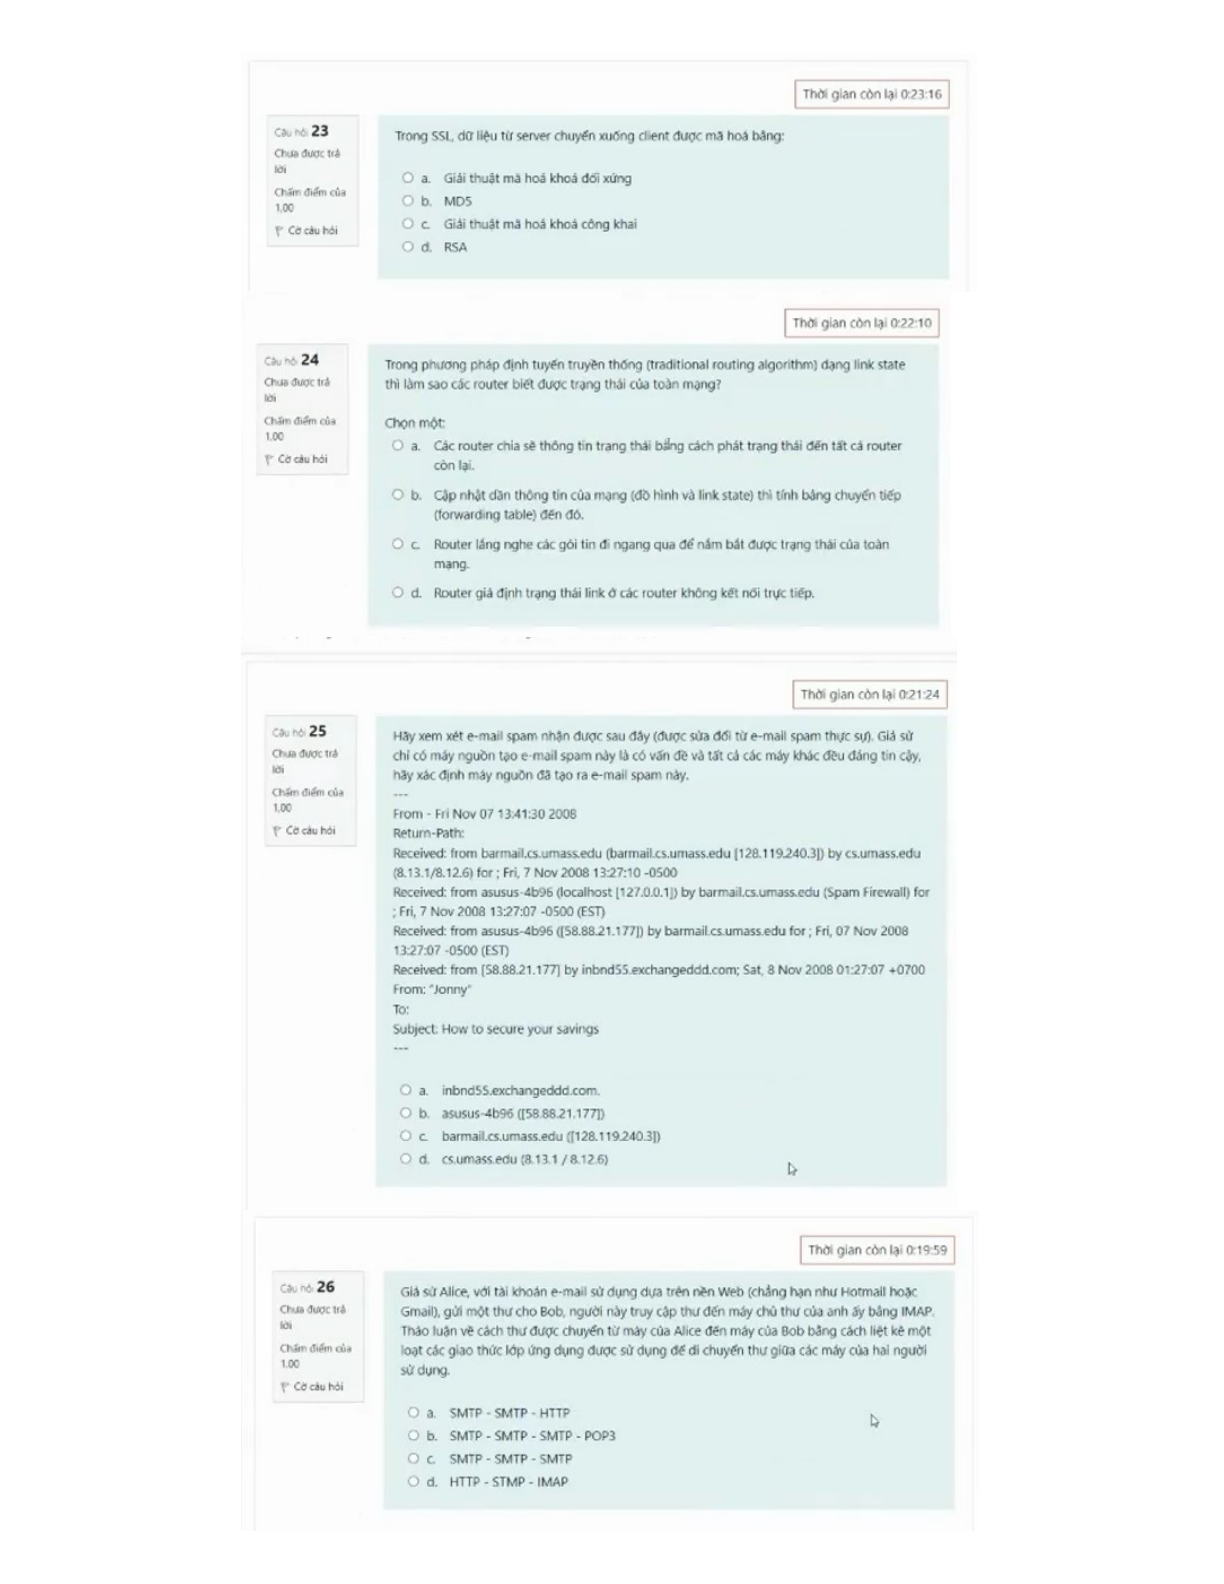 Thời gian còn lại 0:23:16
Câu hỏi 23
Chưa được trả
lời
Chấm điểm của
1,00
Cờ câu hỏi
Trong SSL, dữ liệu từ server chuyển xuống client được mã hoá bằng:
a. Giải thuật mã hoá khoá đối xứng
b. MD5
c. Giải thuật mã hoá khoá công khai
d. RSA
Thời gian còn lại 0:22:10
Câu hỏi 24
Chưa được trả
lời
Chấm điểm của
1,00
Cờ câu hỏi
Trong phương pháp định tuyến truyền thống (traditional routing algorithm) dạng link state
thì làm sao các router biết được trạng thái của toàn mạng?
Chọn một:
a. Các router chia sẽ thông tin trạng thái bằng cách phát trạng thái đến tất cả router
còn lại.
b. Cập nhật dần thông tin của mạng (đồ hình và link state) thì tính bảng chuyển tiếp
(forwarding table) đến đó.
c. Router lắng nghe các gói tin đi ngang qua để nắm bắt được trạng thái của toàn
mạng.
d. Router giả định trạng thái link ở các router không kết nối trực tiếp.
Thời gian còn lại 0:21:24
Câu hỏi 25
Chưa được trả
lời
Chấm điểm của
1,00
Cờ câu hỏi
Hãy xem xét e-mail spam nhận được sau đây (được sửa đổi từ e-mail spam thực sự). Giả sử
chỉ có máy nguồn tạo e-mail spam này là có vấn đề và tất cả các máy khác đều đáng tin cậy,
hãy xác định máy nguồn đã tạo ra e-mail spam này.
---
From - Fri Nov 07 13:41:30 2008
Return-Path:
Received: from barmail.cs.umass.edu (barmail.cs.umass.edu [128.119.240.3]) by cs.umass.edu
(8.13.1/8.12.6) for ; Fri, 7 Nov 2008 13:27:10 -0500
Received: from asusus-4b96 (localhost [127.0.0.1]) by barmail.cs.umass.edu (Spam Firewall) for
; Fri, 7 Nov 2008 13:27:07 -0500 (EST)
Received: from asusus-4b96 ([58.88.21.177]) by barmail.cs.umass.edu for ; Fri, 07 Nov 2008
13:27:07 -0500 (EST)
Received: from [58.88.21.177] by inbnd55.exchangeddd.com; Sat, 8 Nov 2008 01:27:07 +0700
From: "Jonny"
To:
Subject: How to secure your savings
---
a. inbnd55.exchangeddd.com.
b. asusus-4b96 ([58.88.21.177])
c. barmail.cs.umass.edu ([128.119.240.3])
d. cs.umass.edu (8.13.1 / 8.12.6)
Thời gian còn lại 0:19:59
Câu hỏi 26
Chưa được trả
lời
Chấm điểm của
1,00
Cờ câu hỏi
Giả sử Alice, với tài khoản e-mail sử dụng dựa trên nền Web (chẳng hạn như Hotmail hoặc
Gmail), gửi một thư cho Bob, người này truy cập thư đến máy chủ thư của anh ấy bằng IMAP.
Thảo luận về cách thư được chuyển từ máy của Alice đến máy của Bob bằng cách liệt kê một
loạt các giao thức lớp ứng dụng được sử dụng để di chuyển thư giữa các máy của hai người
sử dụng.
a. SMTP - SMTP - HTTP
b. SMTP - SMTP - SMTP - POP3
c. SMTP - SMTP - SMTP
d. HTTP - STMP - IMAP